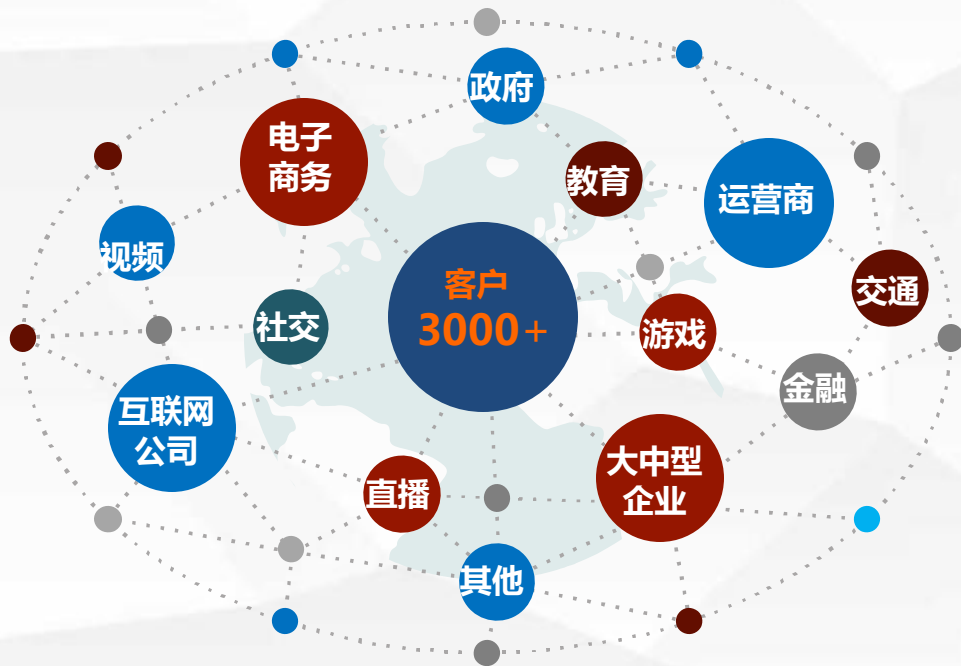 政府
电子
商务
教育
运营商
视频
客户
3000+
交通
社交
游戏
金融
互联网
公司
大中型
企业
直播
其他